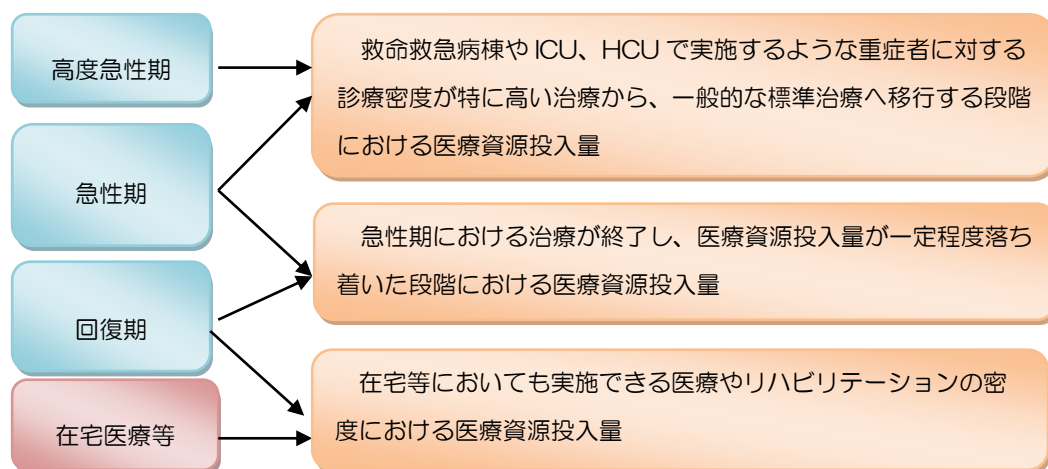 高度急性期
救命救急病棟や ICU、HCU で実施するような重症者に対する
診療密度が特に高い治療から、一般的な標準治療へ移行する段階
における医療資源投入量
急性期
急性期における治療が終了し、医療資源投入量が一定程度落ち
着いた段階における医療資源投入量
回復期
在宅等においても実施できる医療やリハビリテーションの密
度における医療資源投入量
在宅医療等